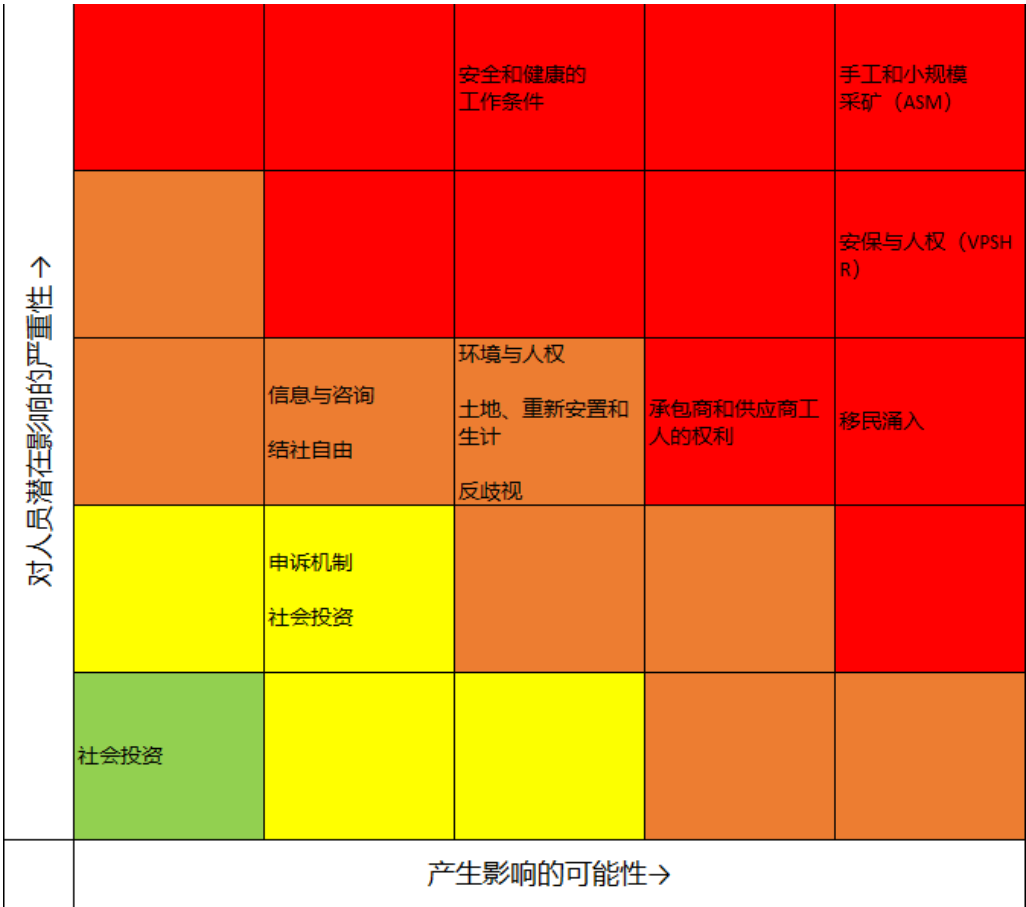 安全和健康的
工作条件
手工和小规模
采矿（ASM）
安保与人权（VPSH
R）
对人员潜在影响的严重性→
信息与咨询
结社自由
环境与人权
土地、重新安置和
生计
反歧视
承包商和供应商工
人的权利
移民涌入
申诉机制
社会投资
社会投资
产生影响的可能性→